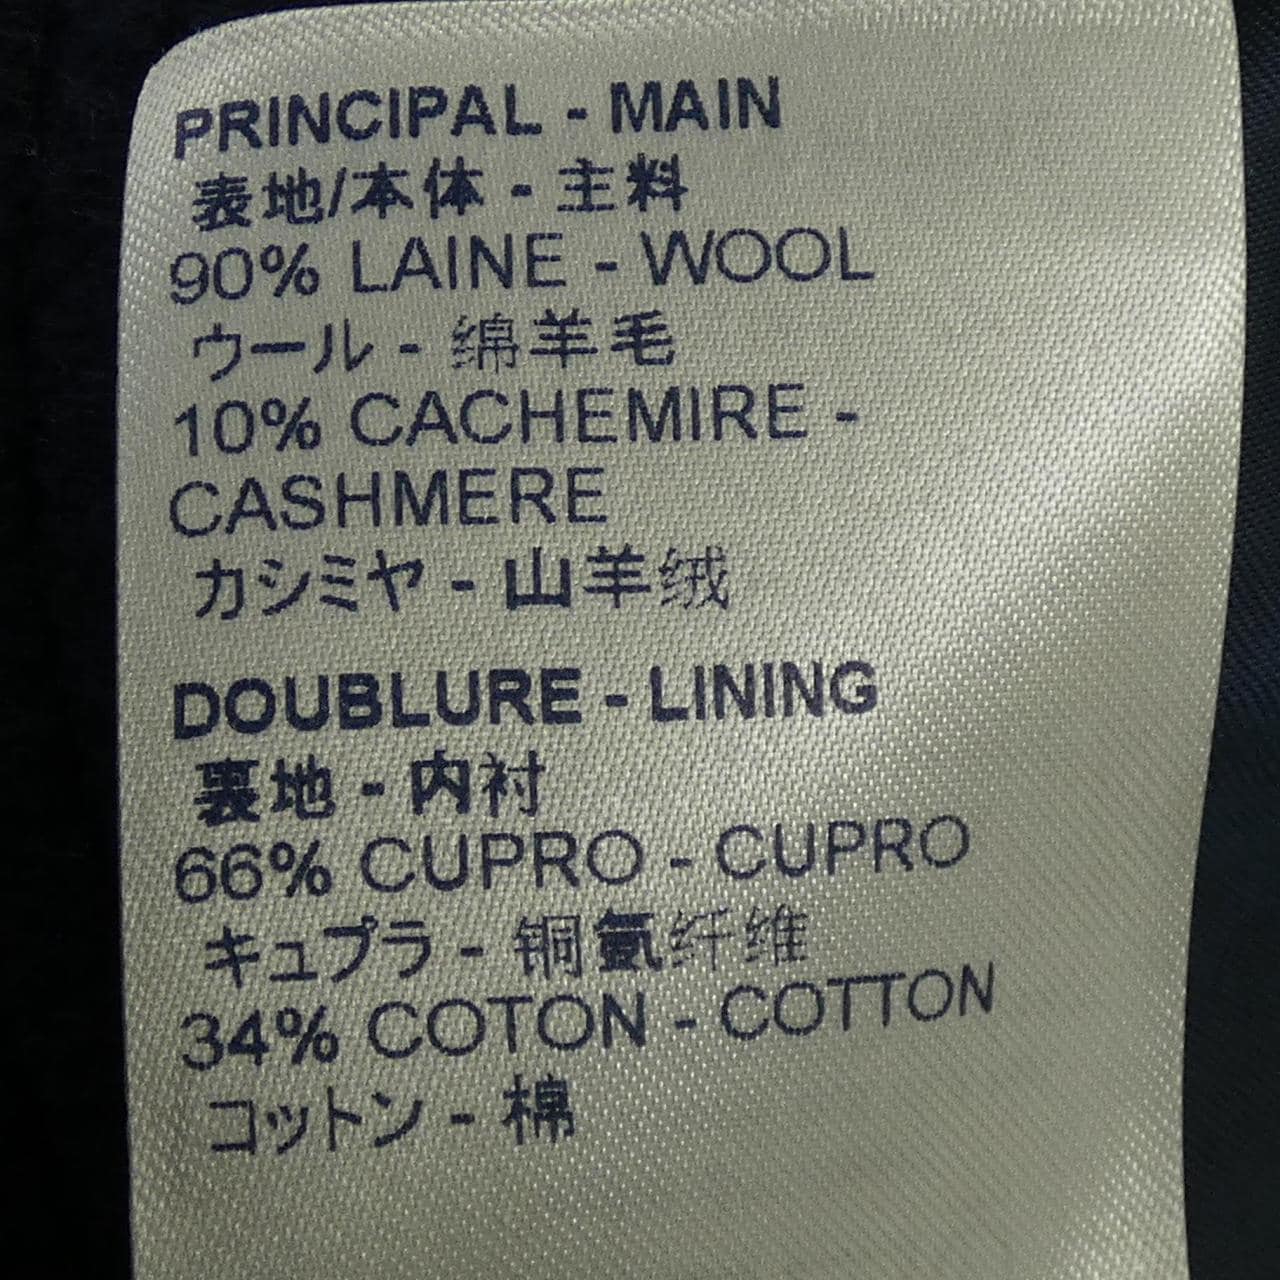 PRINCIPAL - MAIN
表地/本体 - 主料
90% LAINE - WOOL
ウール - 绵羊毛
10% CACHEMIRE -
CASHMERE
カシミヤ - 山羊绒
DOUBLURE - LINING
裏地 - 内衬
66% CUPRO - CUPRO
キュプラ - 铜氨纤维
34% COTON - COTTON
コットン - 棉